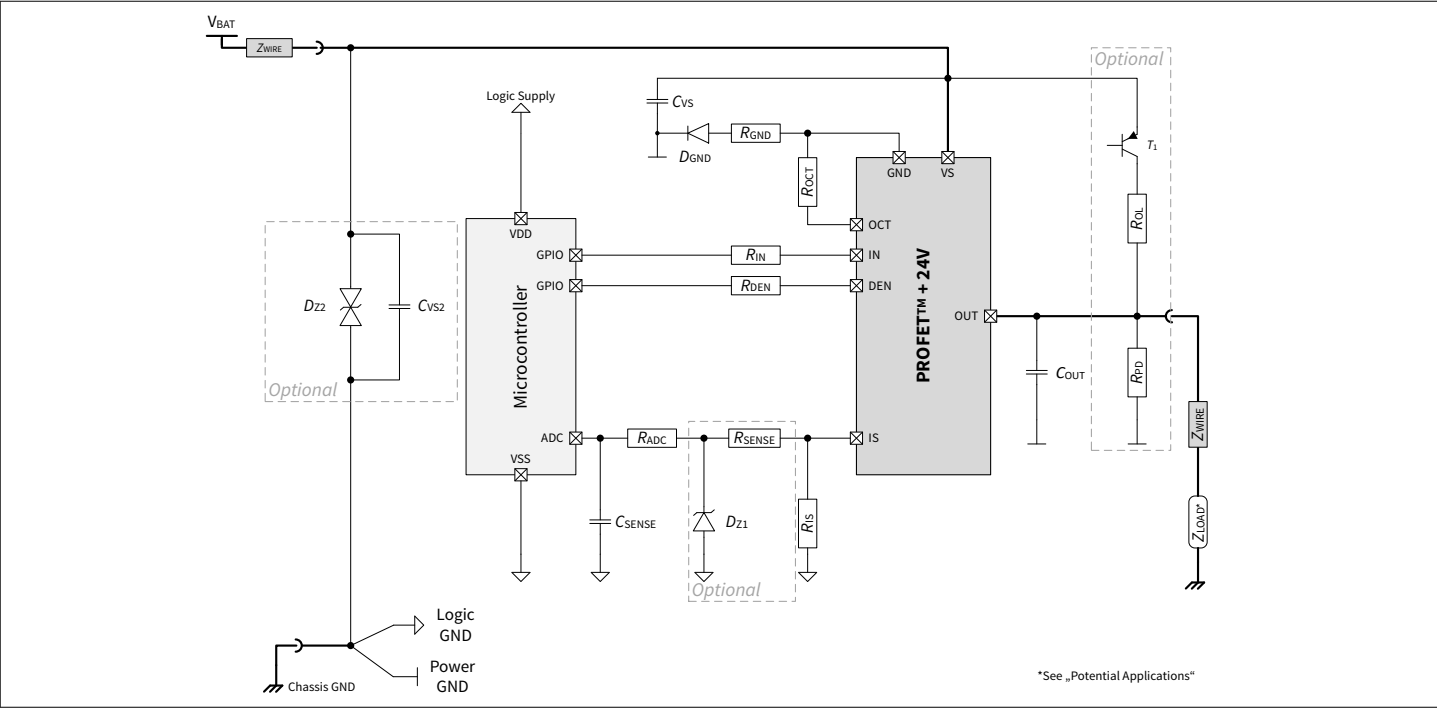 VBAT
ZWIRE
Optional
CVS
Logic Supply
RGND
DGND
T1
GND
VS
ROCT
VDD
OCT
ROL
GPIO
RIN
IN
GPIO
RDEN
DEN
DZ2
CVS2
Microcontroller
PROFET™ + 24V
OUT
Optional
COUT
RPD
ADC
RADC
RSENSE
IS
ZWIRE
VSS
CSENSE
DZ1
RIS
ZLOAD*
Optional
Logic
GND
Power
GND
Chassis GND
*See „Potential Applications“